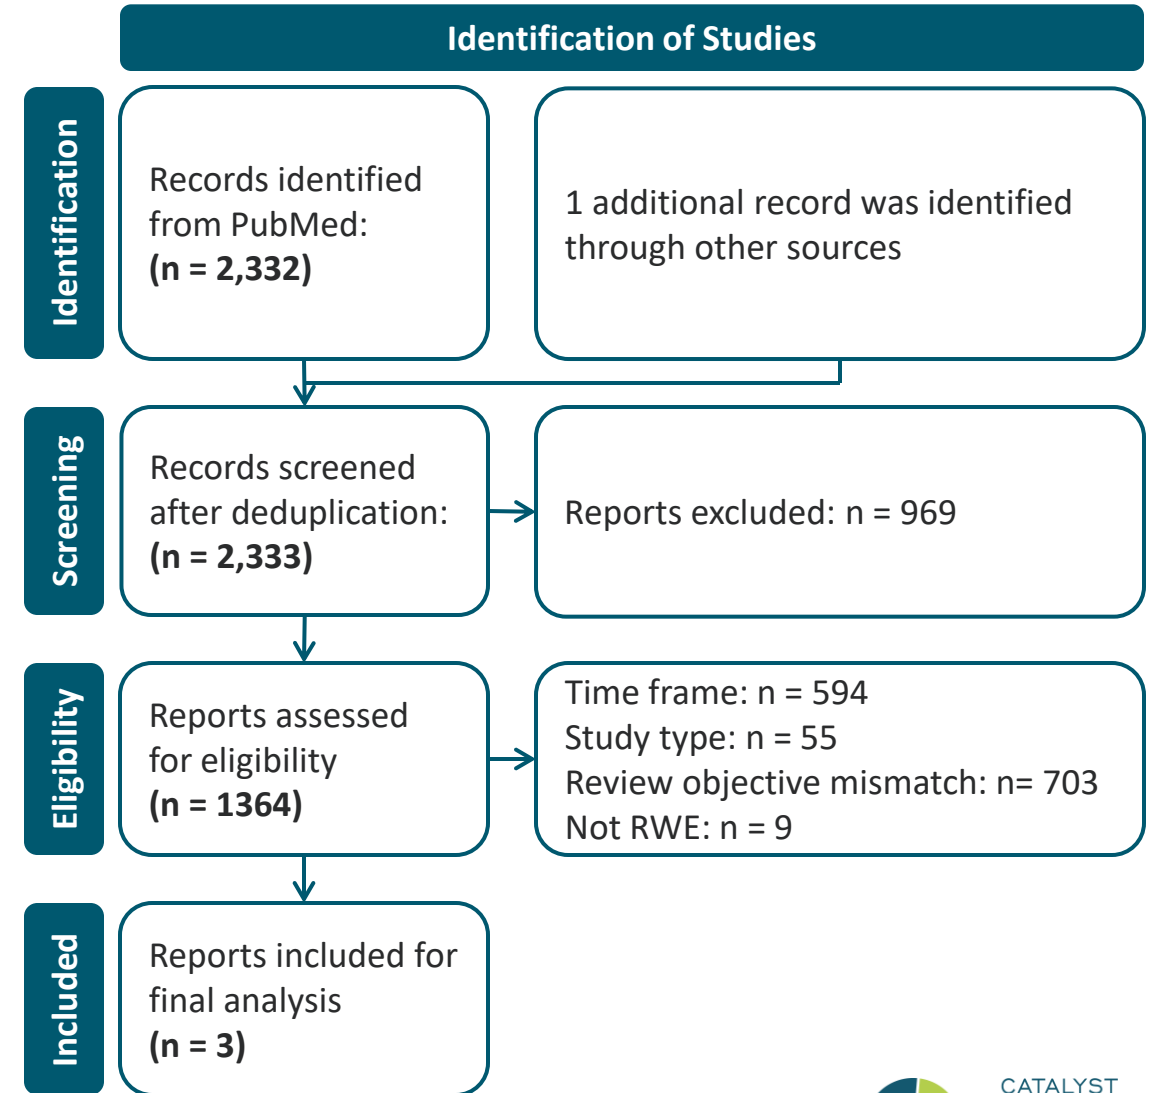 Identification of Studies
Identification
Records identified
from PubMed:
(n = 2,332)
1 additional record was identified
through other sources
Screening
Records screened
after deduplication:
(n = 2,333)
Reports excluded: n = 969
Eligibility
Reports assessed
for eligibility
(n = 1364)
Time frame: n = 594
Study type: n = 55
Review objective mismatch: n= 703
Not RWE: n = 9
Included
Reports included for
final analysis
(n = 3)
CATALYST